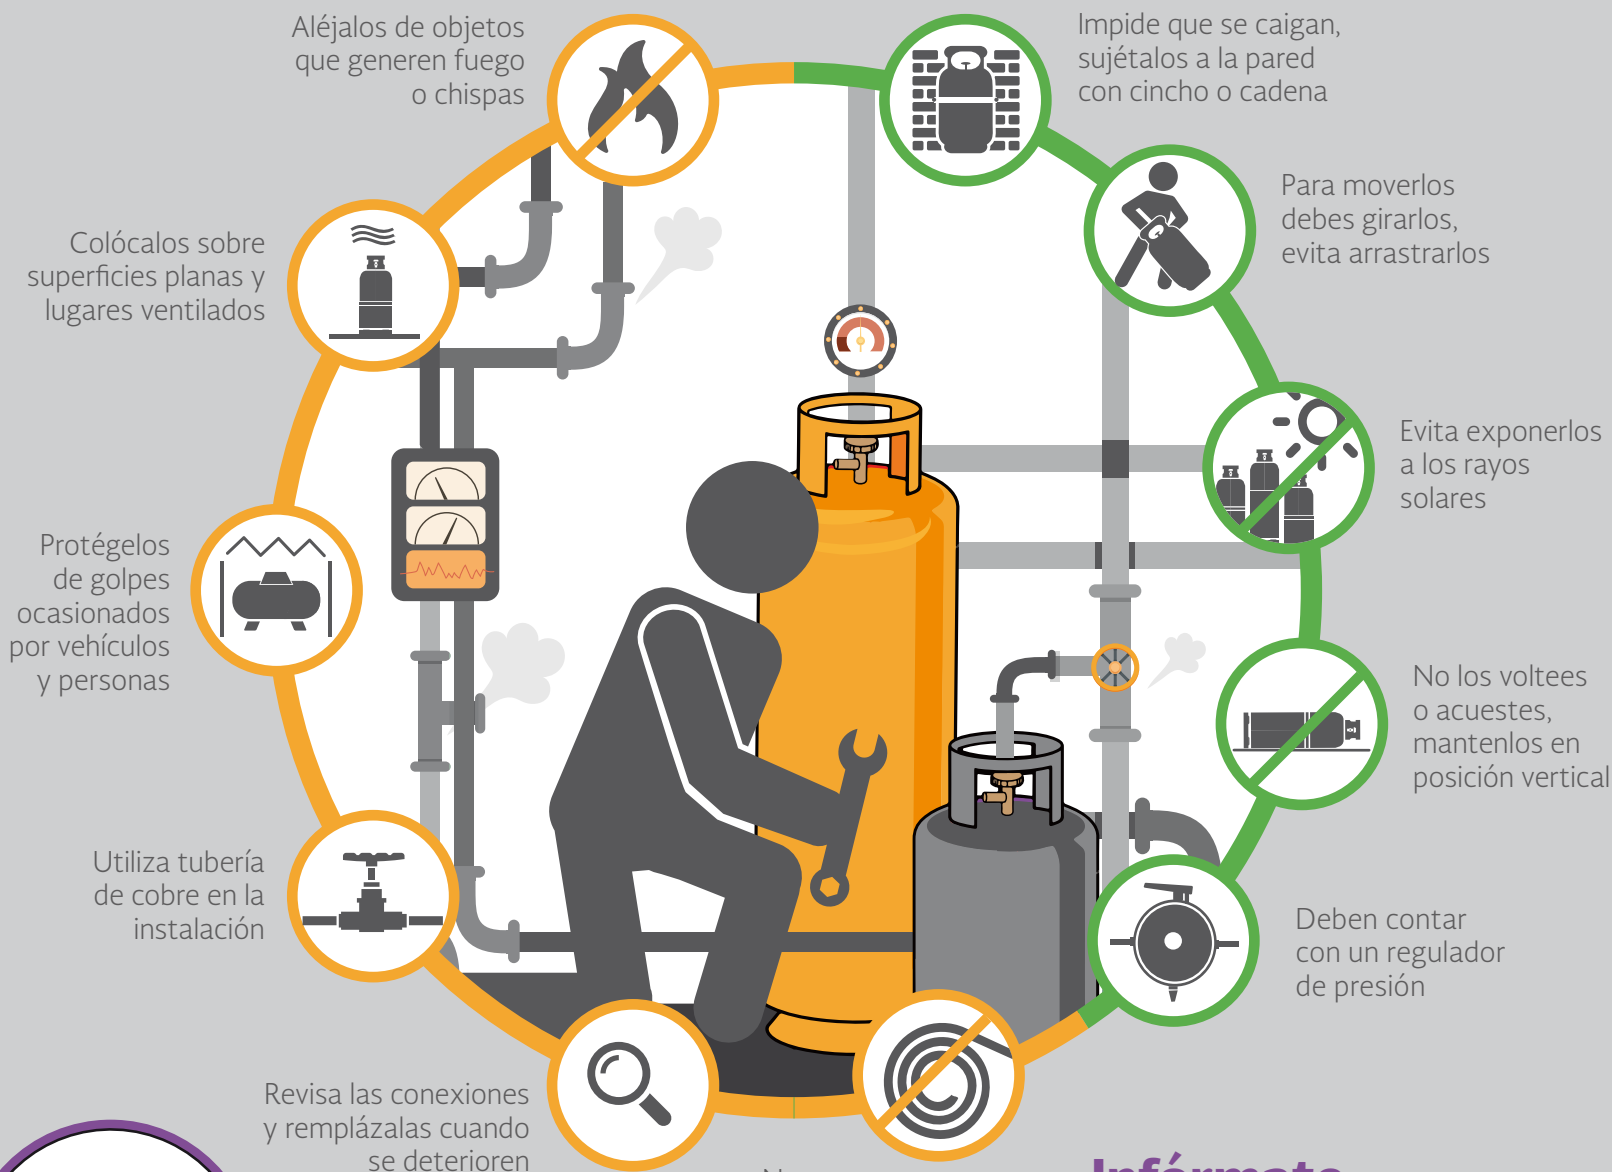 Aléjalos de objetos
que generen fuego
o chispas
Impide que se caigan,
sujétalos a la pared
con cincho o cadena
Para moverlos
debes girarlos,
evita arrastrarlos
Colócalos sobre
superficies planas y
lugares ventilados
Evita exponerlos
a los rayos
solares
Protégelos
de golpes
ocasionados
por vehículos
y personas
No los voltees
o acuestes,
mantenlos en
posición vertical
Utiliza tubería
de cobre en la
instalación
Deben contar
con un regulador
de presión
Revisa las conexiones
y remplázalas cuando
se deterioren
Infórmate